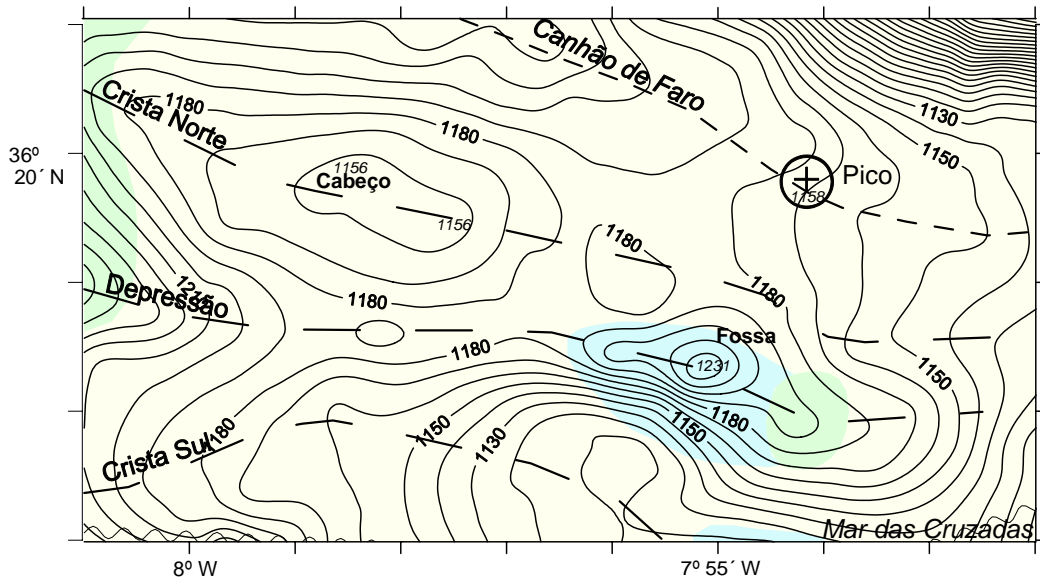 Canhão de Faro
Crista Norte
1180
1180
1130
1150
36º
20´ N
1156
Cabeço
Pico
1158
1156
1180
1180
Depressão
1180
Fossa
1180
1231
1150
1180
1150
1180
1150
1130
Crista Sul
Mar das Cruzadas
8º W
7º 55´ W